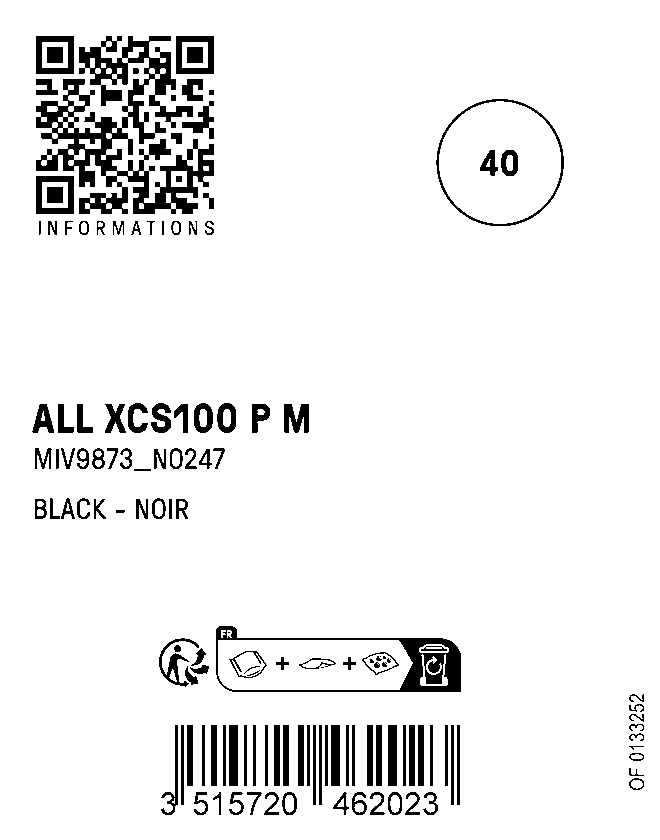 INFORMATIONS
40
ALL XCS100 P M
MIV9873_N0247
BLACK - NOIR
FR
+ +
3 515720 462023
OF 0133252